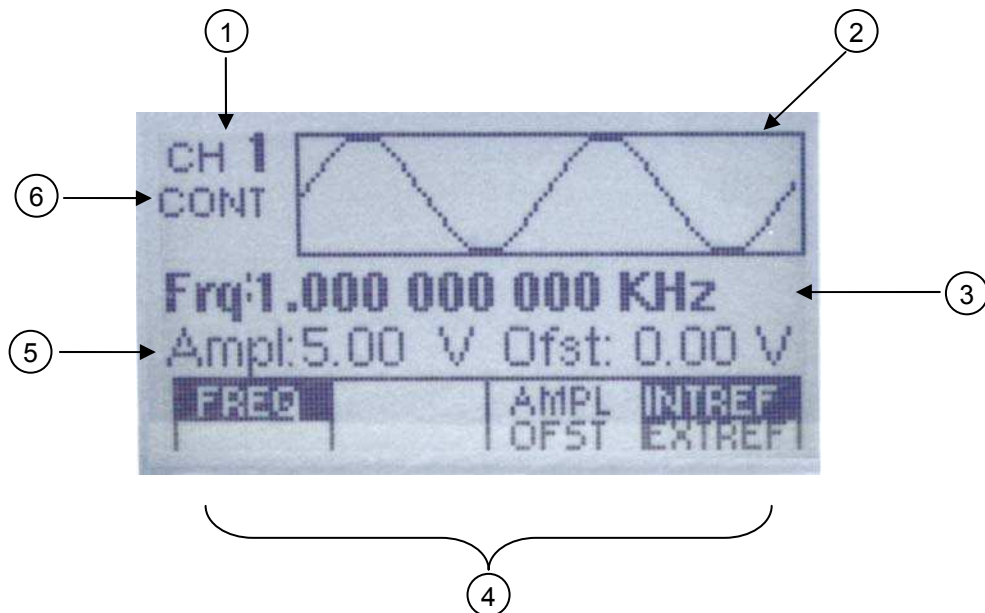 1
2
CH 1
6
CONT
Frq:1.000 000 000 KHz
3
5
Ampl:5.00 V Ofst: 0.00 V
FREQ AMPL INTREF
OFST EXTREF
4